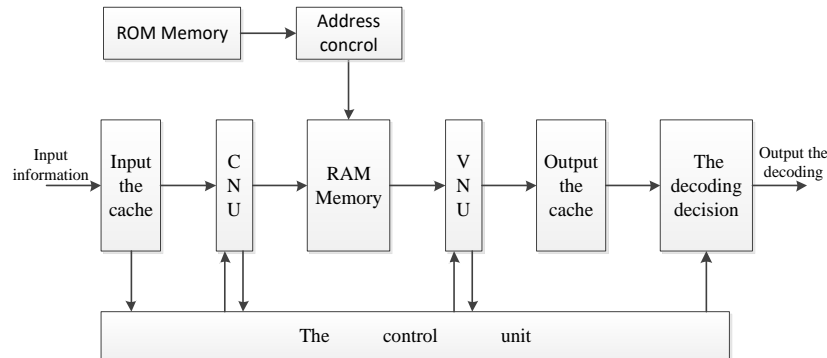 ROM Memory
Address
concrol
Input
information
Input
the
cache
C
N
U
RAM
Memory
V
N
U
Output
the
cache
The
decoding
decision
Output the
decoding
The control unit